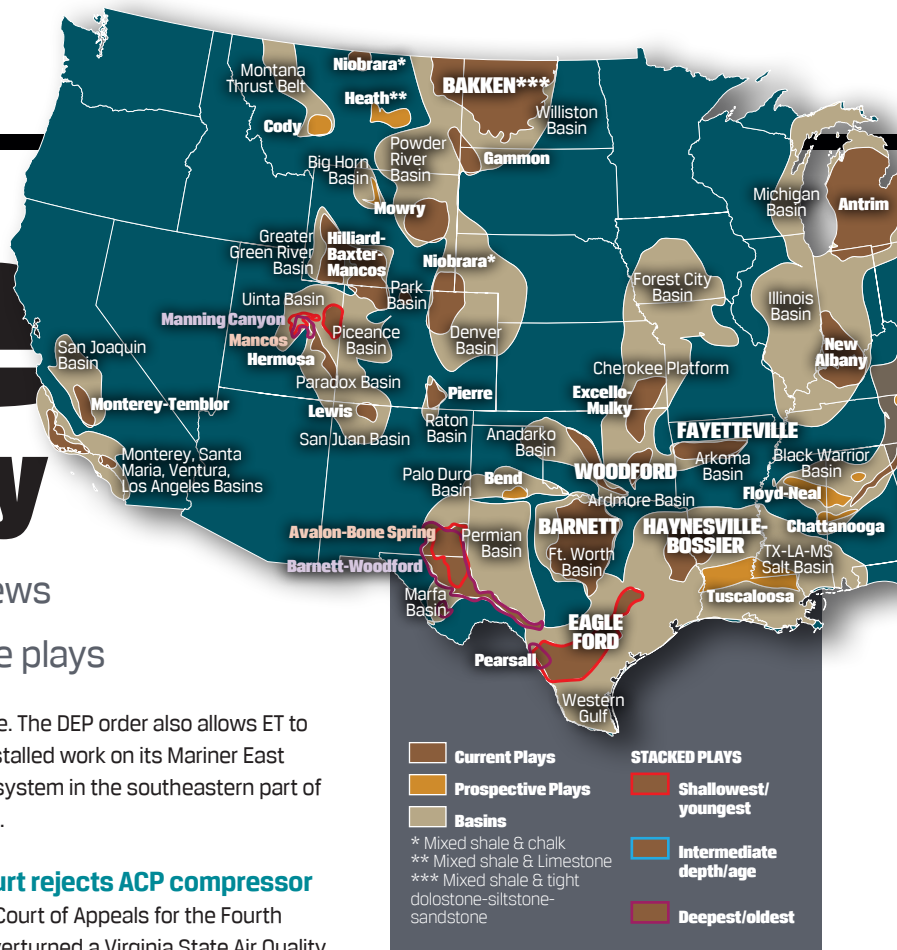 Montana
Thrust Belt
Niobrara*
Heath**
Cody
BAKKEN***
Williston
Basin
Powder
River
Basin
Gammon
Big Horn
Basin
Mowry
Michigan
Basin
Antrim
Greater
Green River
Basin
Hilliard-
Baxter-
Mancos
Niobrara*
Park
Basin
Forest City
Basin
Illinois
Basin
Uinta Basin
Manning Canyon
Mancos
Hermosa
Piceance
Basin
Denver
Basin
New
Albany
San Joaquin
Basin
Cherokee Platform
Paradox Basin
Monterey-Temblor
Lewis
Pierre
Excello-
Mulky
San Juan Basin
Raton
Basin
Anadarko
Basin
FAYETTEVILLE
Monterey, Santa
Maria, Ventura,
Los Angeles Basins
Palo Duro
Basin
Bend
WOODFORD
Arkoma
Basin
Black Warrior
Basin
Floyd-Neal
Ardmore Basin
Chattanooga
y
Avalon-Bone Spring
Permian
Basin
BARNETT
HAYNESVILLE-
BOSSIER
Barnett-Woodford
Ft. Worth
Basin
TX-LA-MS
Salt Basin
Marfa
Basin
Tuscaloosa
EAGLE
FORD
Pearsall
Western
Gulf
ews
e plays
e. The DEP order also allows ET to
stalled work on its Mariner East
system in the southeastern part of
.
urt rejects ACP compressor
Court of Appeals for the Fourth
verturned a Virginia State Air Quality
Current Plays
Prospective Plays
Basins
* Mixed shale & chalk
** Mixed shale & Limestone
*** Mixed shale & tight
dolostone-siltstone-
sandstone
STACKED PLAYS
Shallowest/
youngest
Intermediate
depth/age
Deepest/oldest